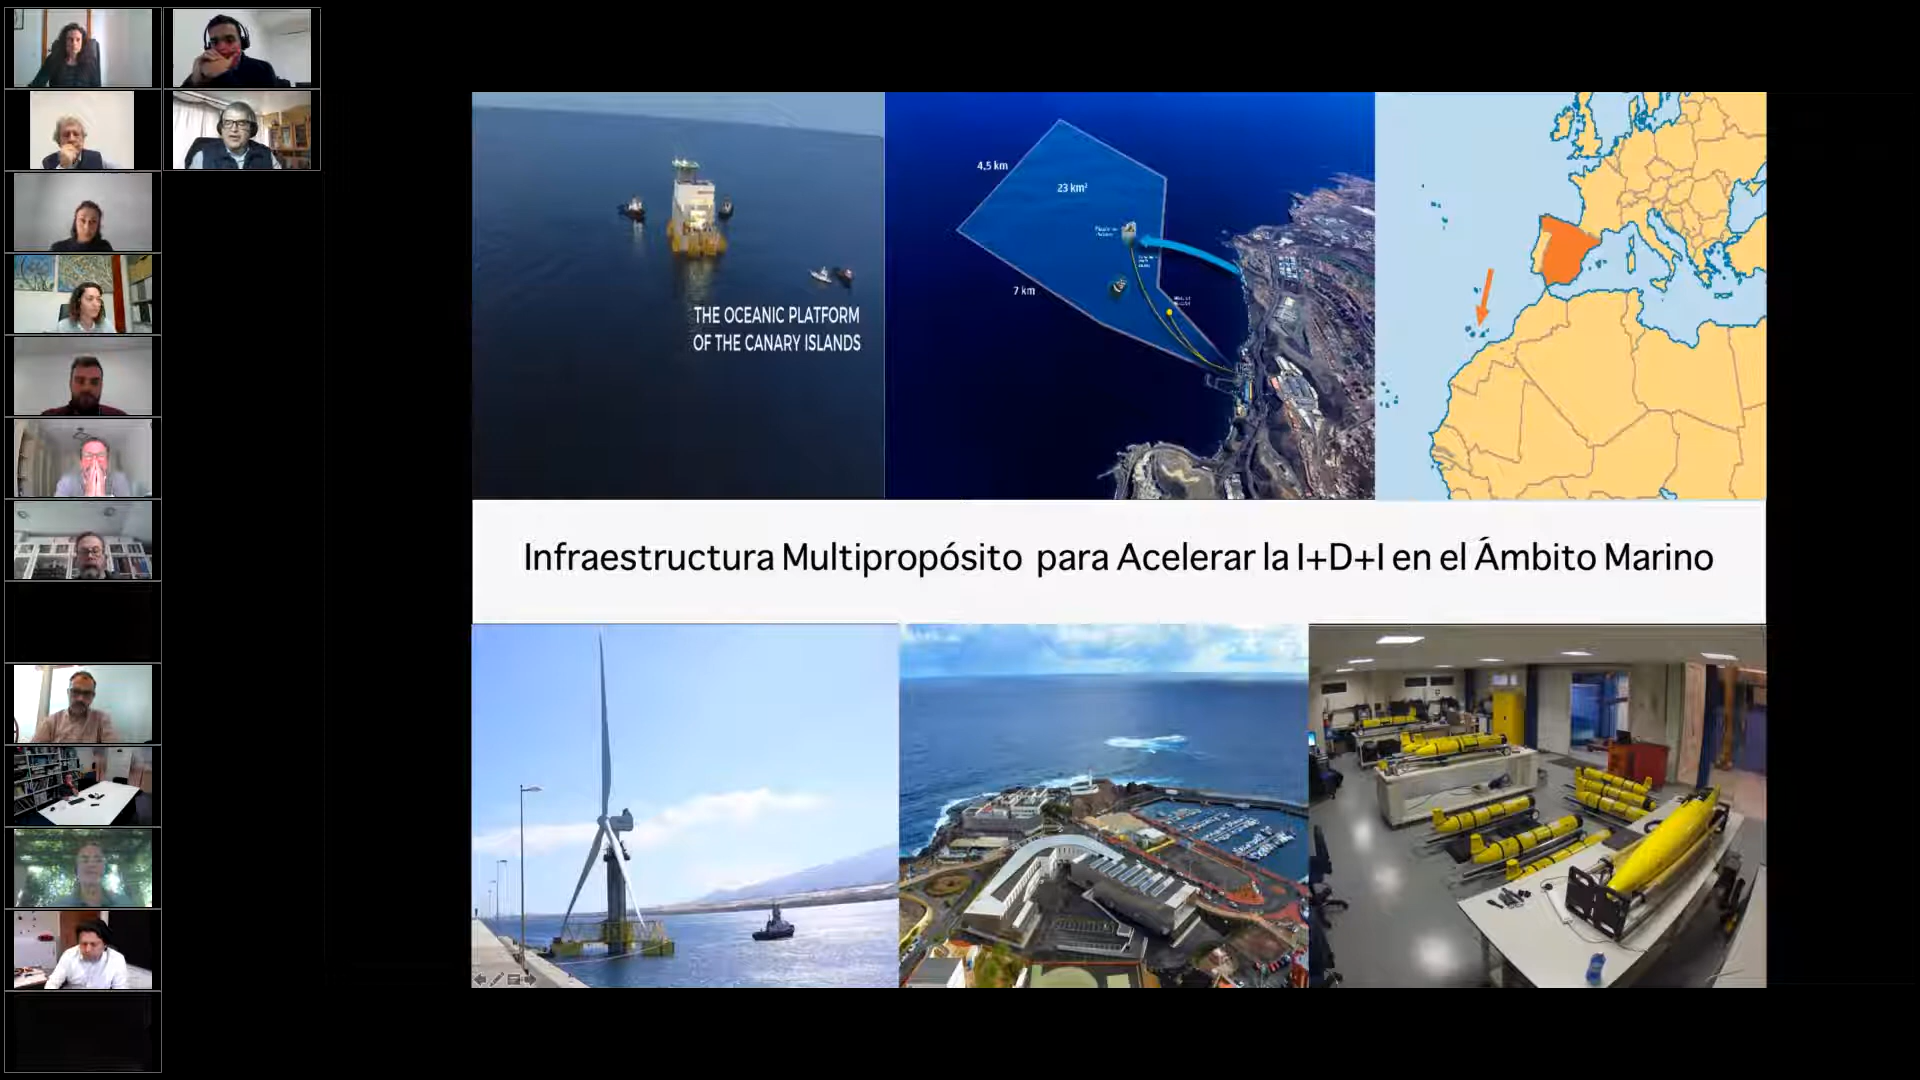 THE OCEANIC PLATFORM
OF THE CANARY ISLANDS
4,5 km
23 km²
7 km
Infraestructura Multipropósito para Acelerar la I+D+I en el Ámbito Marino